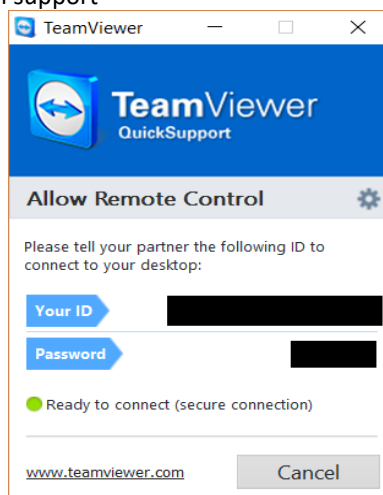 support
TeamViewer
TeamViewer
QuickSupport
Allow Remote Control
Please tell your partner the following ID to
connect to your desktop:
Your ID
Password
Ready to connect (secure connection)
www.teamviewer.com
Cancel